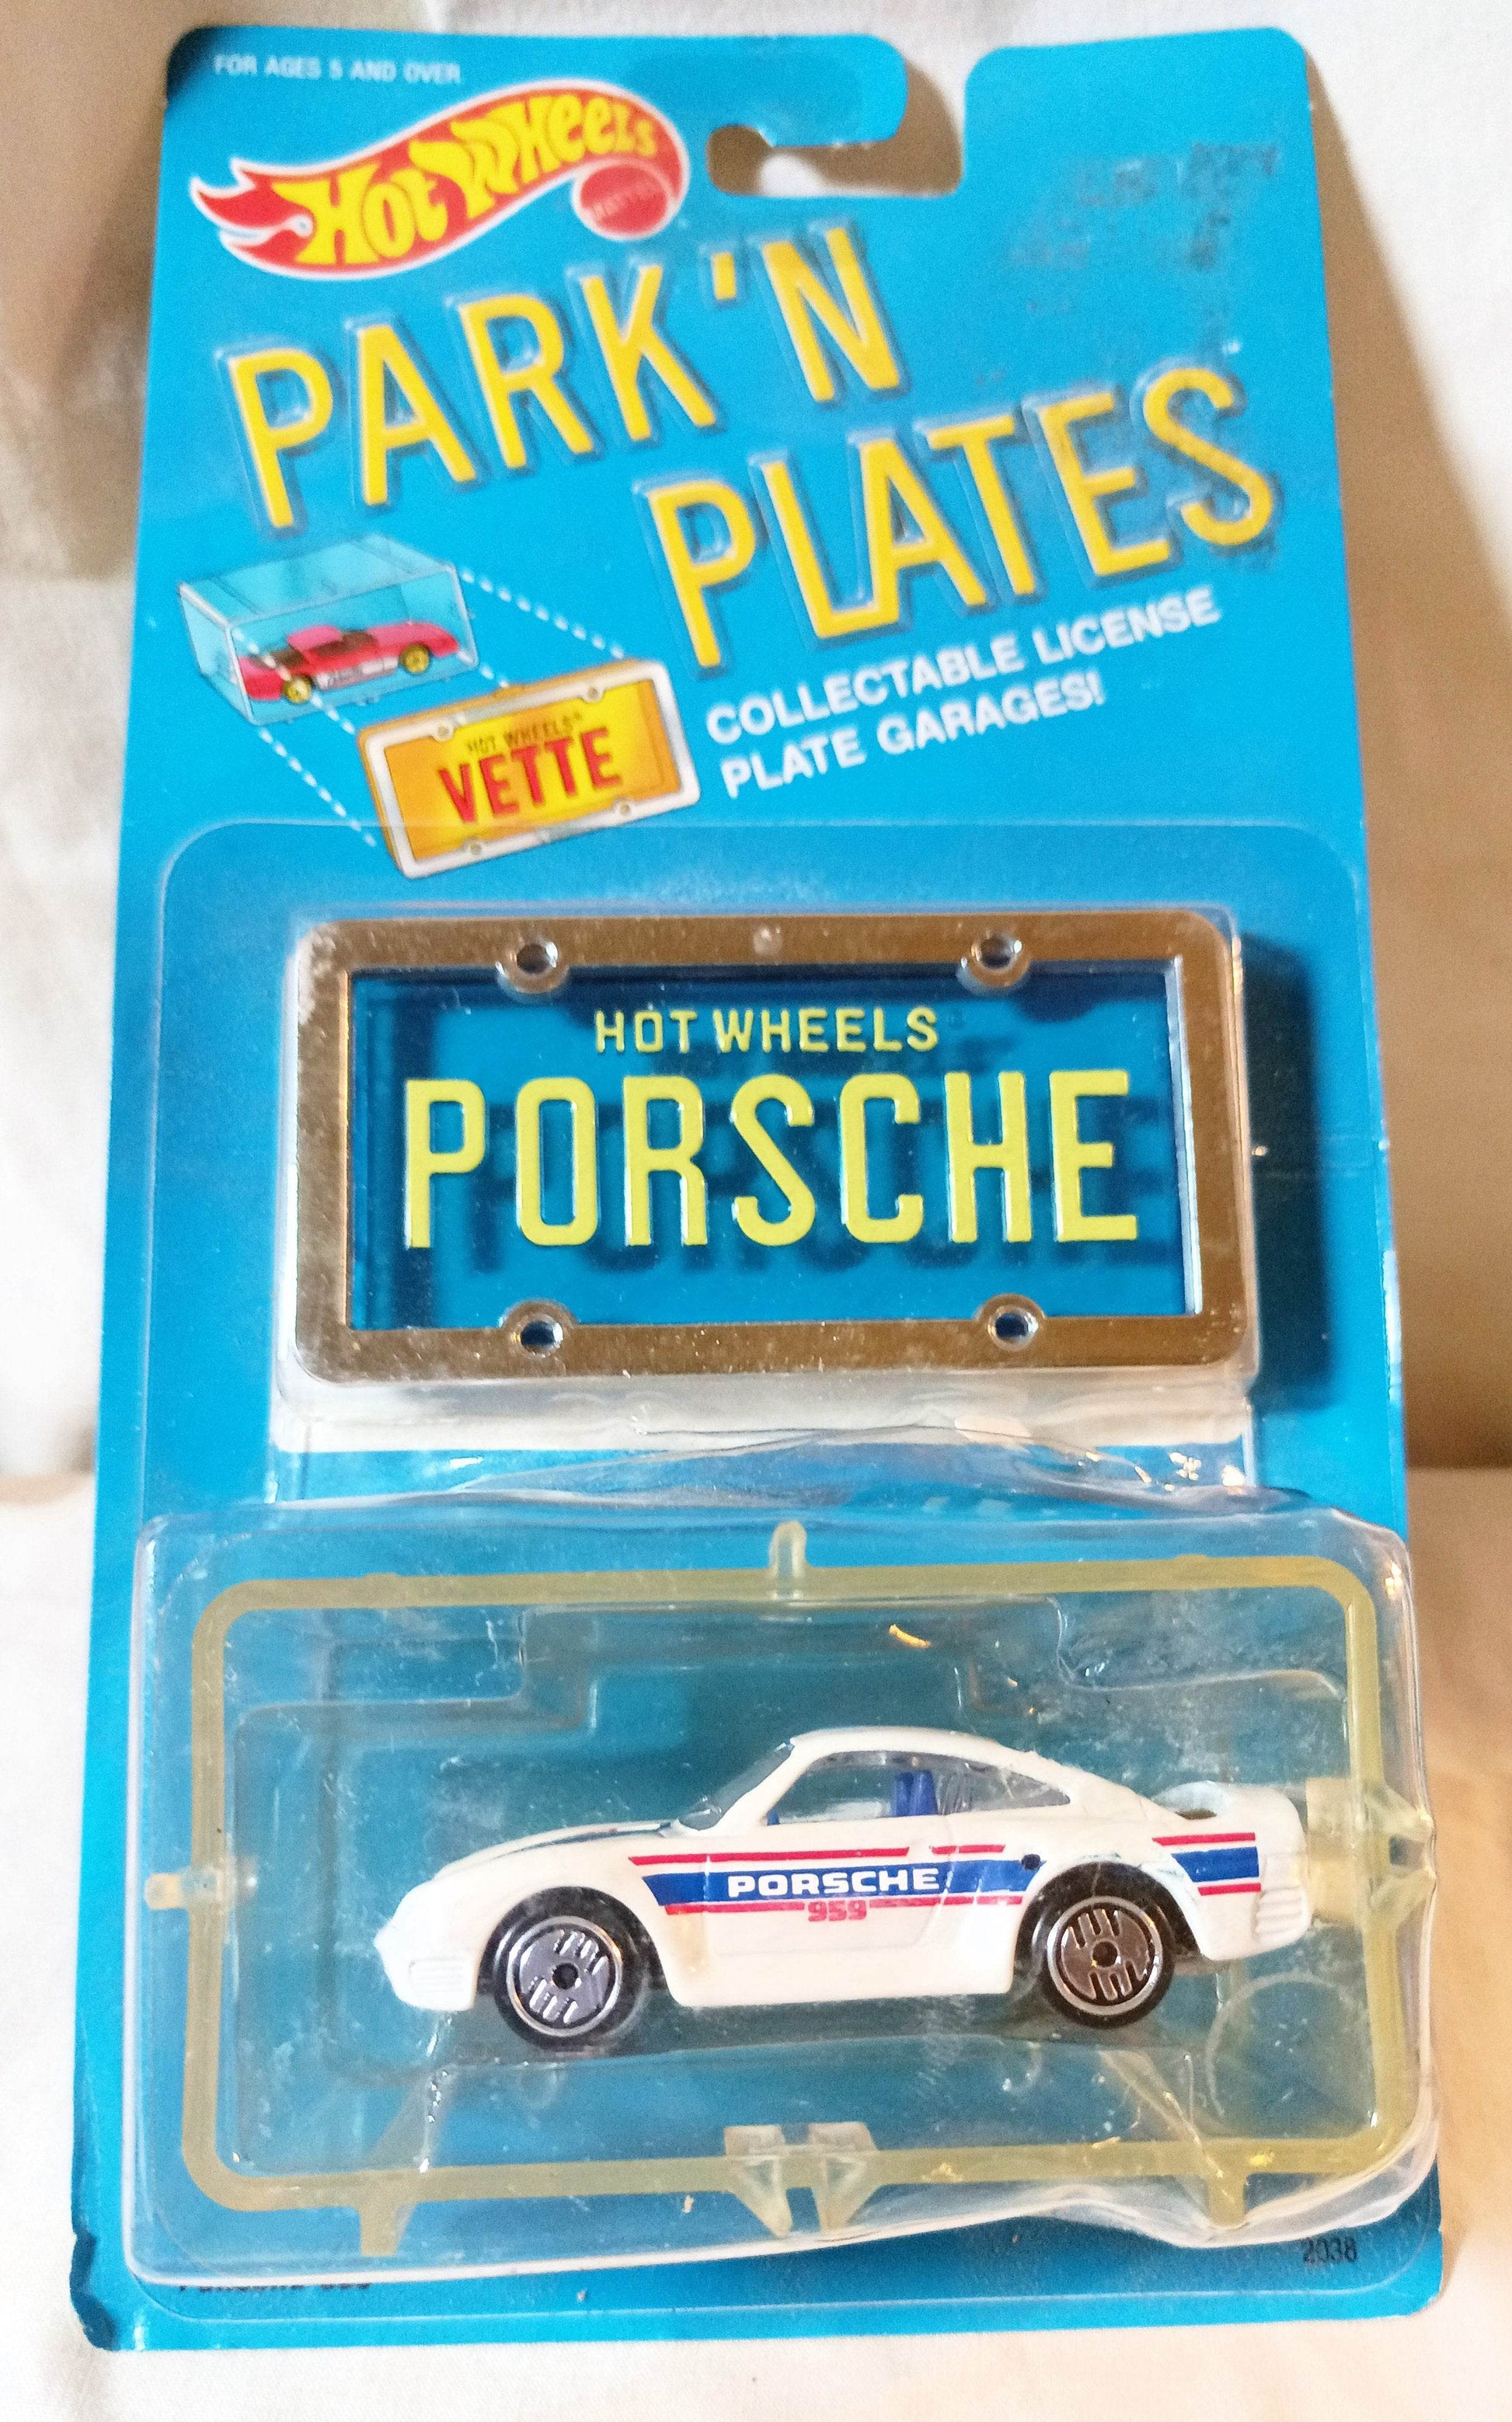 FOR AGES 5 AND OVER
Hot Wheels
MATTEL
PARK 'N
PLATES
COLLECTABLE LICENSE
PLATE GARAGES!
HOT WHEELS®
VETTE
HOT WHEELS
PORSCHE
PORSCHE
959
2038